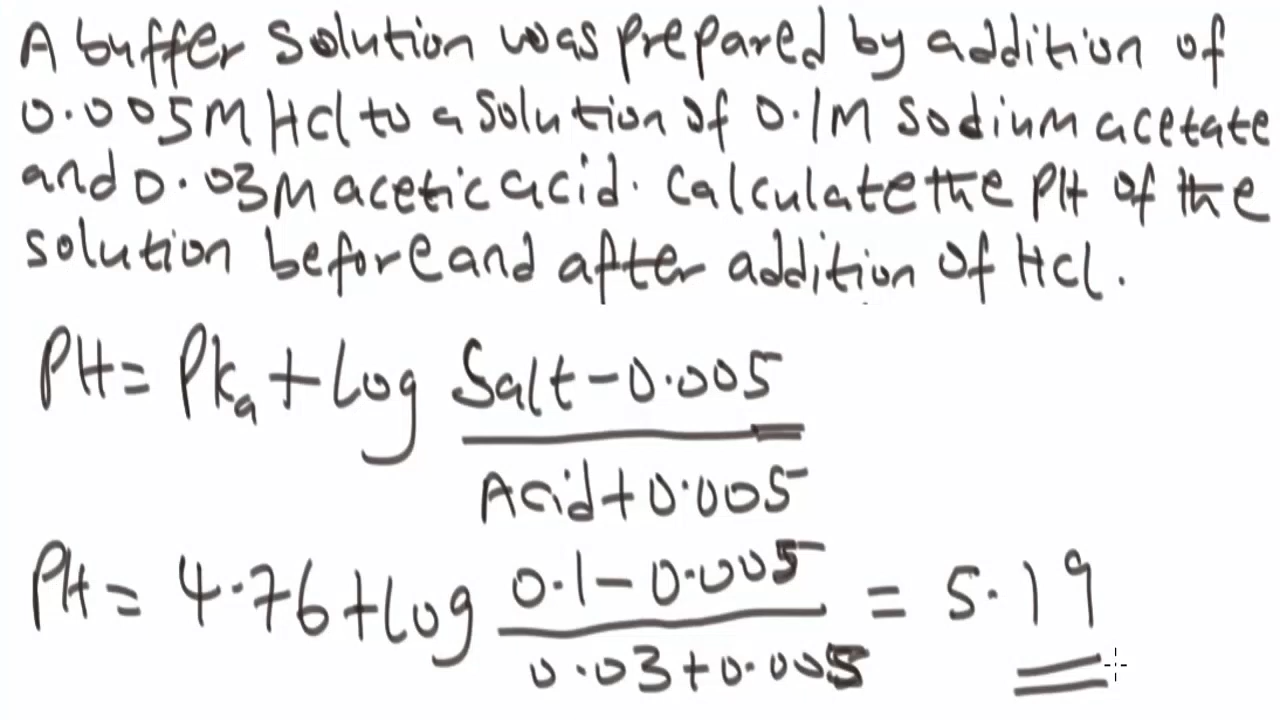 A buffer solution was prepared by addition of
0.005M HCl to a solution of 0.1M sodium acetate
and 0.03M acetic acid. Calculate the PH of the
solution before and after addition of HCl.
PH = Pka + Log Salt - 0.005
Acid + 0.005
PH = 4.76 + Log 0.1 - 0.005 = 5.19
0.03 + 0.005